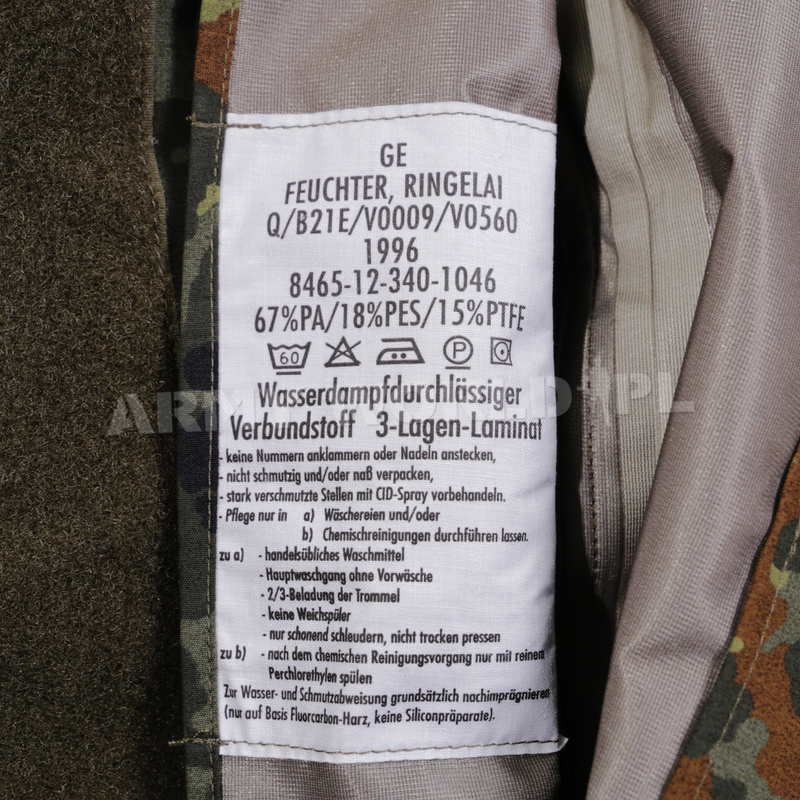 GE
FEUCHTER, RINGELAI
Q/B21E/V0009/V0560
1996
8465-12-340-1046
67%PA/18%PES/15%PTFE
60 P
Wasserdampfdurchlässiger
Verbundstoff 3-Lagen-Laminat
- keine Nummern anklammern oder Nadeln anstecken,
- nicht schmutzig und/oder naß verpacken,
- stark verschmutzte Stellen mit CID-Spray vorbehandeln.
- Pflege nur in a) Wäschereien und/oder
b) Chemischreinigungen durchführen lassen.
zu a) - handelsübliches Waschmittel
- Hauptwaschgang ohne Vorwäsche
- 2/3-Beladung der Trommel
- keine Weichspüler
- nur schonend schleudern, nicht trocken pressen
zu b) - nach dem chemischen Reinigungsvorgang nur mit reinem
Perchlorethylen spülen
Zur Wasser- und Schmutzabweisung grundsätzlich nachimprägnieren
(nur auf Basis Fluorcarbon-Harz, keine Siliconpräparate).
ARMYWORLD.PL